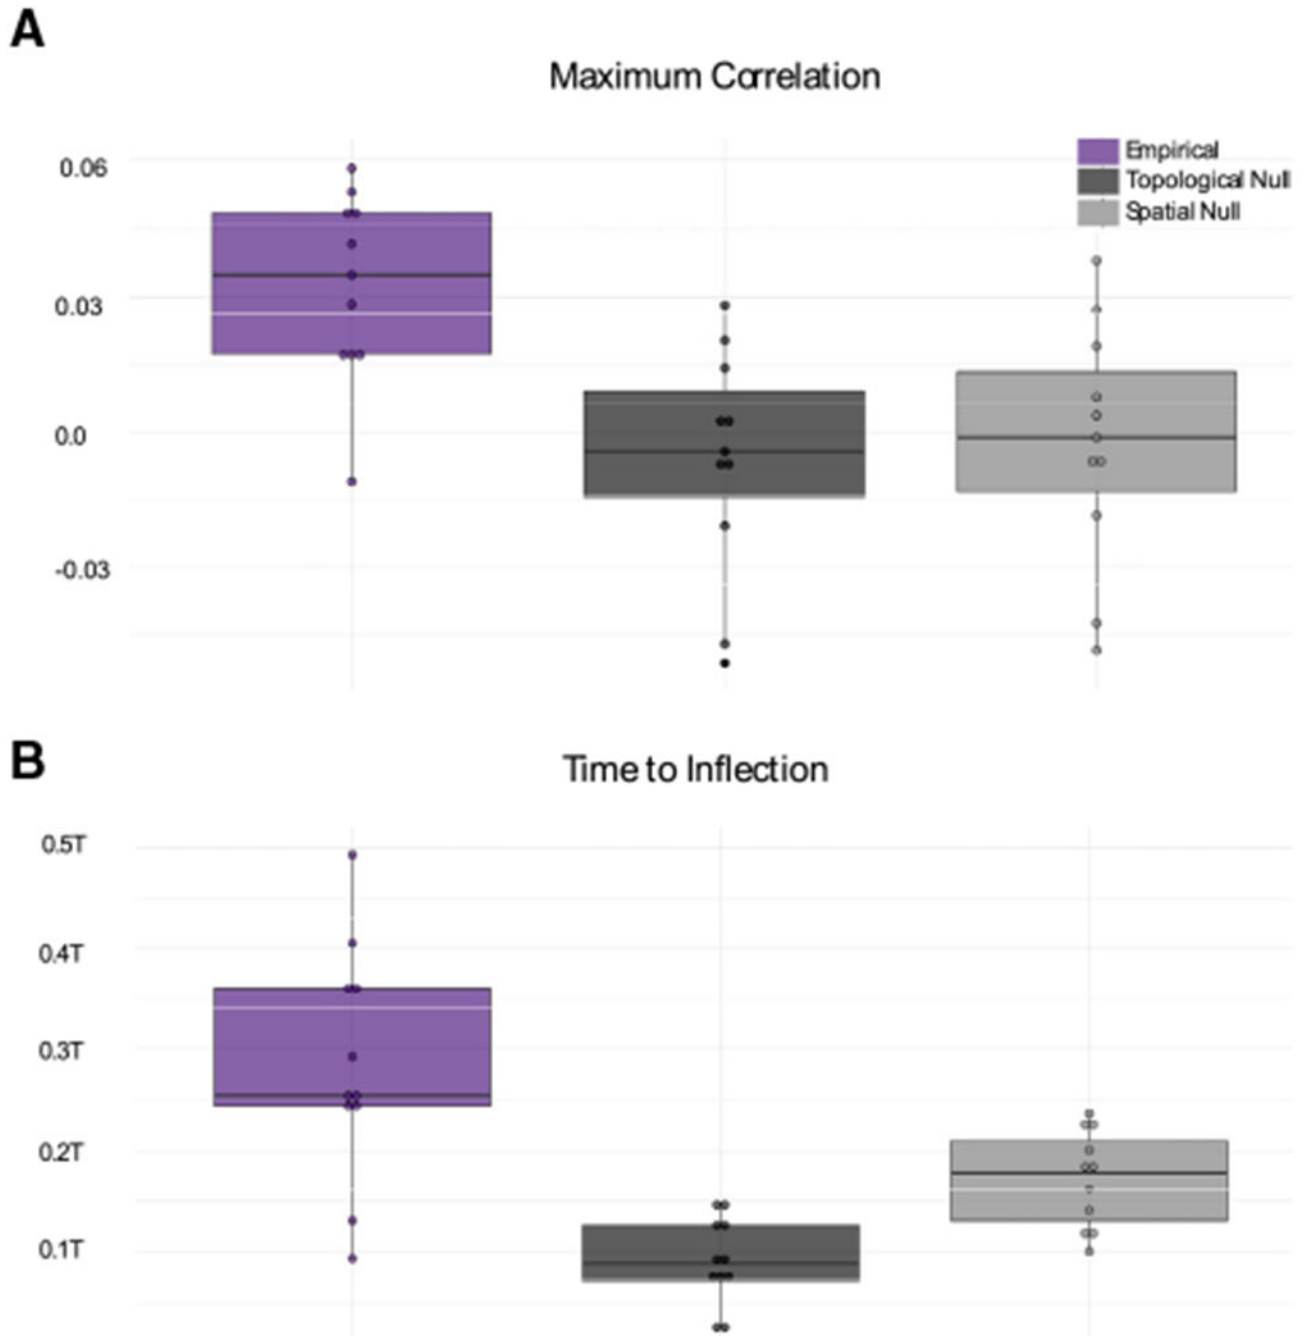 A
Maximum Correlation
0.06
0.03
0.0
-0.03
Empirical
Topological Null
Spatial Null
B
Time to Inflection
0.5T
0.4T
0.3T
0.2T
0.1T